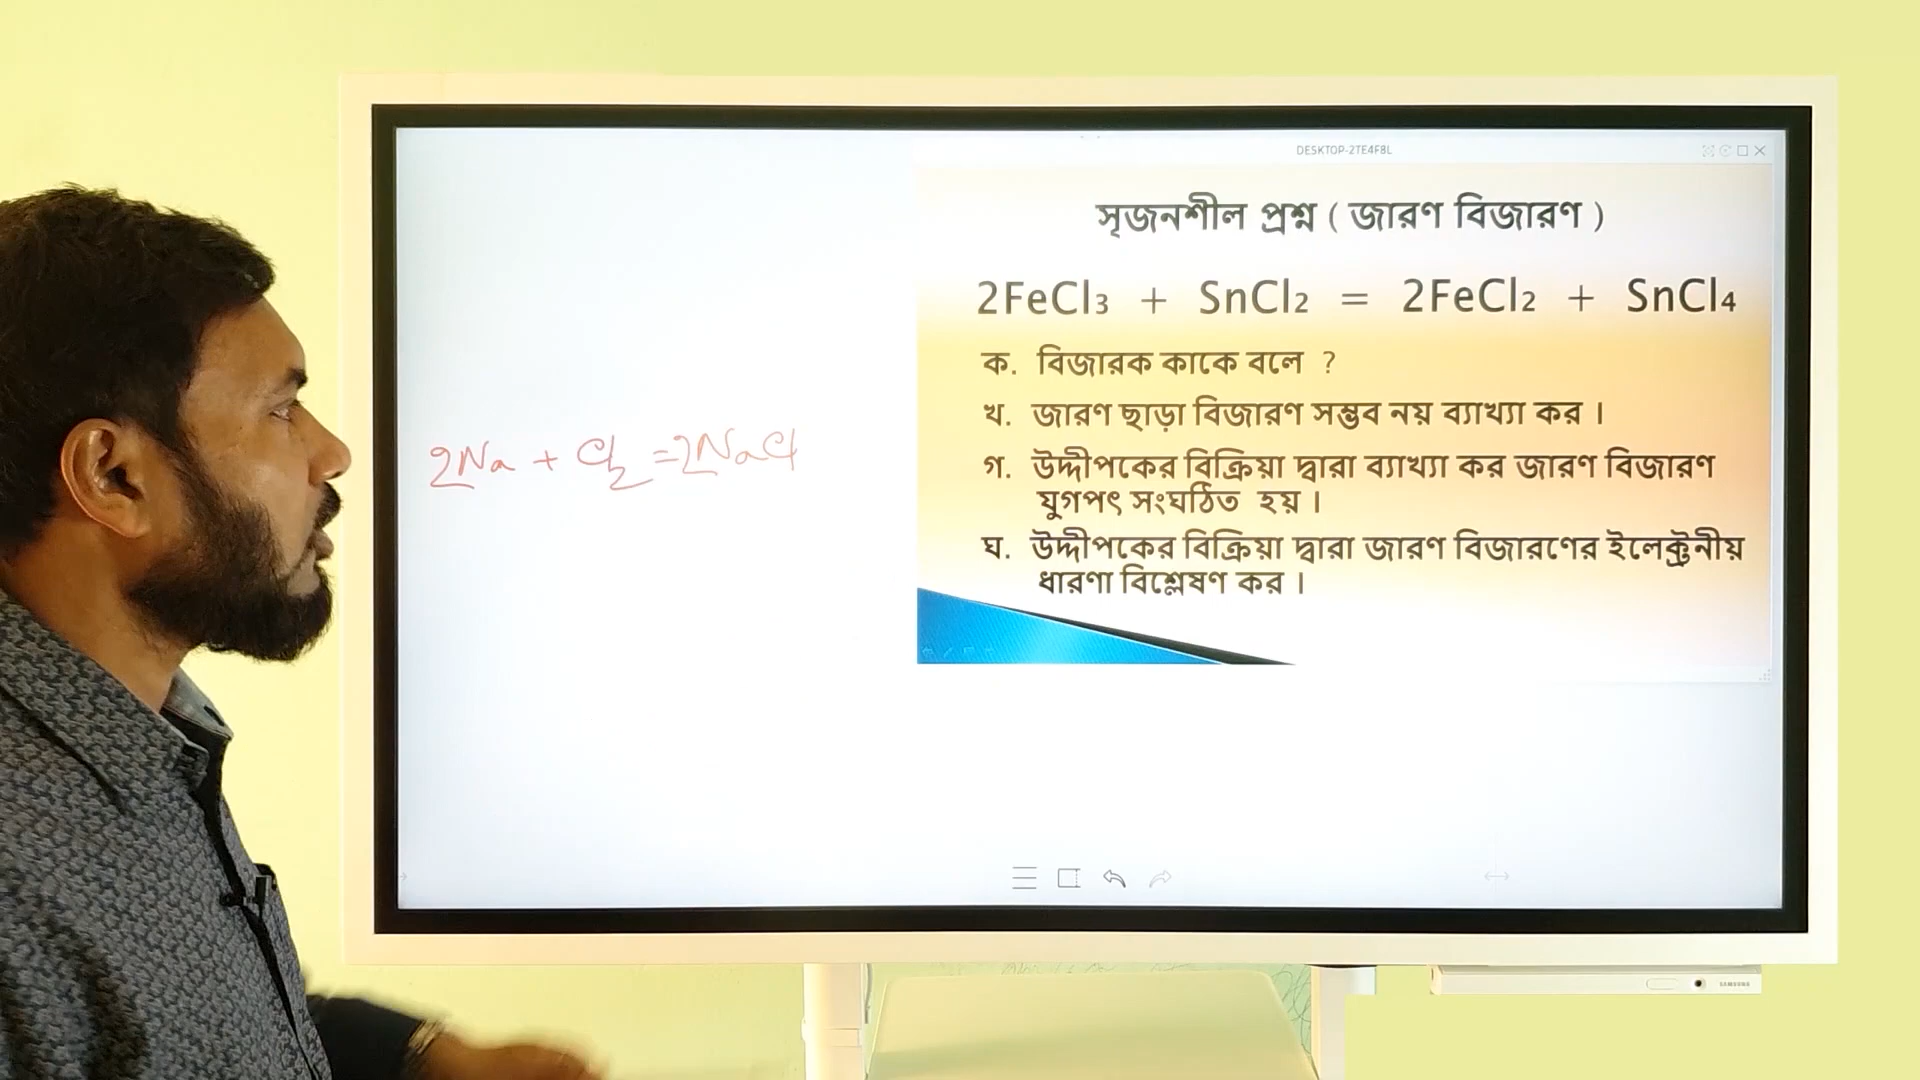 DESKTOP-2TE4F8L
সৃজনশীল প্রশ্ন ( জারণ বিজারণ )
2FeCl₃ + SnCl₂ = 2FeCl₂ + SnCl₄
ক. বিজারক কাকে বলে ?
খ. জারণ ছাড়া বিজারণ সম্ভব নয় ব্যাখ্যা কর ।
গ. উদ্দীপকের বিক্রিয়া দ্বারা ব্যাখ্যা কর জারণ বিজারণ
যুগপৎ সংঘঠিত হয় ।
ঘ. উদ্দীপকের বিক্রিয়া দ্বারা জারণ বিজারণের ইলেক্ট্রনীয়
ধারণা বিশ্লেষণ কর ।
2Na + Cl₂ = 2NaCl
SAMSUNG